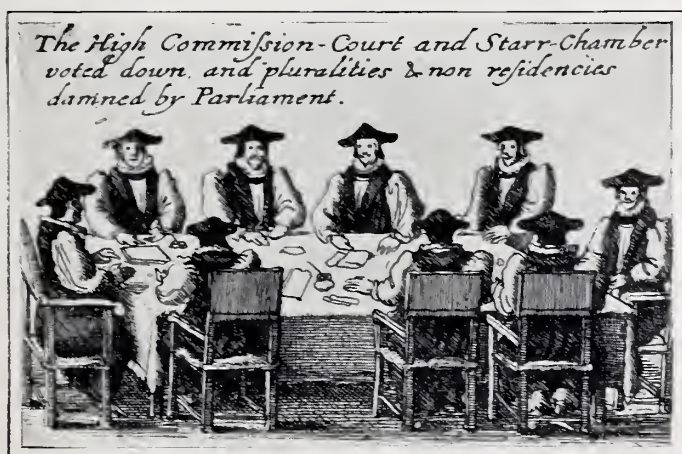 The High Commiſsion-Court and Starr-Chamber
voted down, and pluralities & non reſidencies
damned by Parliament.